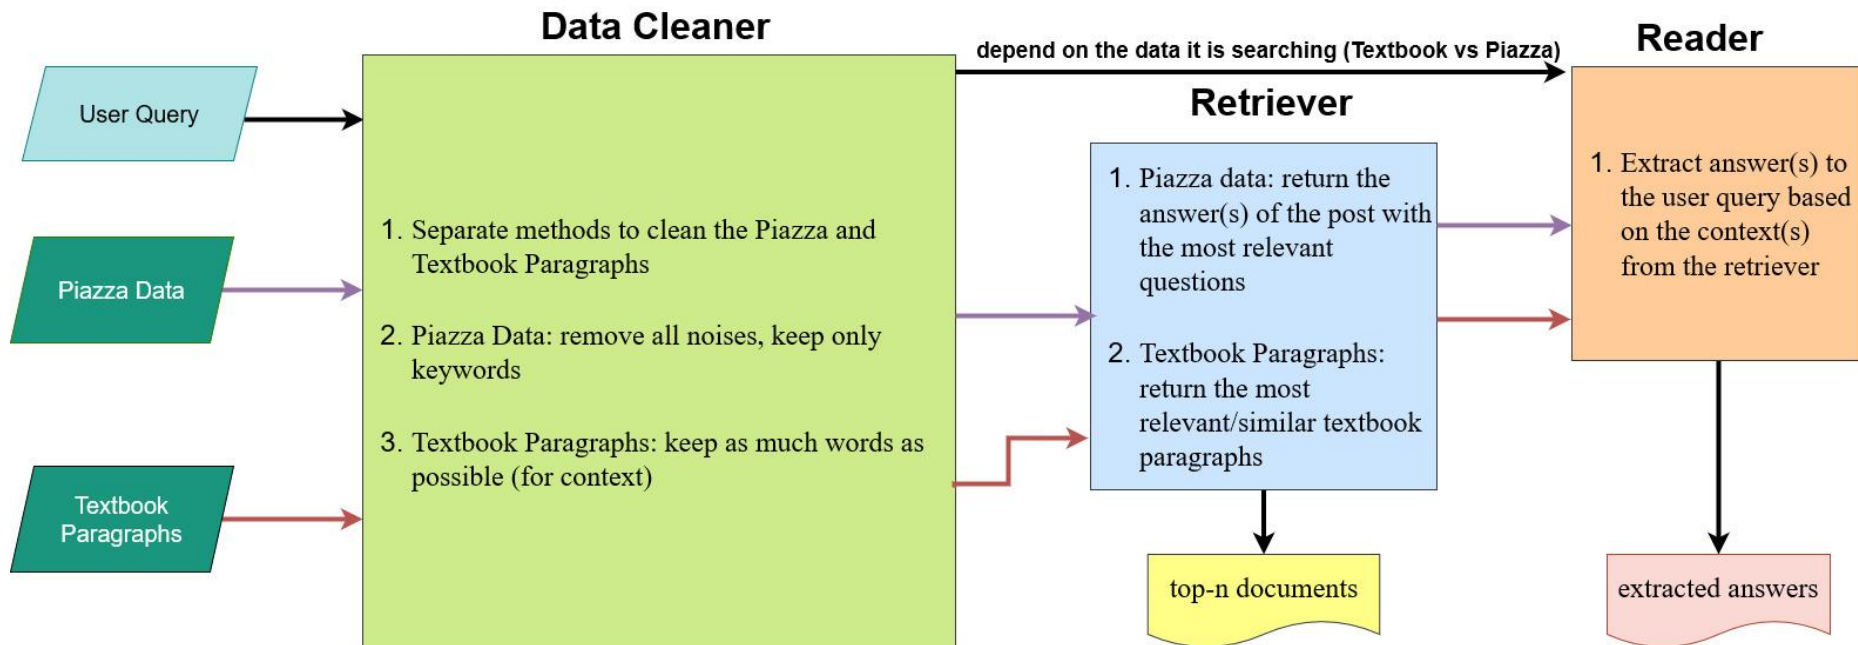 Data Cleaner
depend on the data it is searching (Textbook vs Piazza)
Reader
User Query
Retriever
1. Separate methods to clean the Piazza and
Textbook Paragraphs
2. Piazza Data: remove all noises, keep only
keywords
3. Textbook Paragraphs: keep as much words as
possible (for context)
1. Piazza data: return the
answer(s) of the post with
the most relevant
questions
2. Textbook Paragraphs:
return the most
relevant/similar textbook
paragraphs
1. Extract answer(s) to
the user query based
on the context(s)
from the retriever
Piazza Data
Textbook
Paragraphs
top-n documents
extracted answers